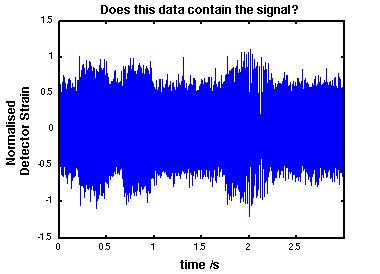 Does this data contain the signal?
1.5
1
0.5
0
-0.5
-1
-1.5
Normalised
Detector Strain
0 0.5 1 1.5 2 2.5
time /s